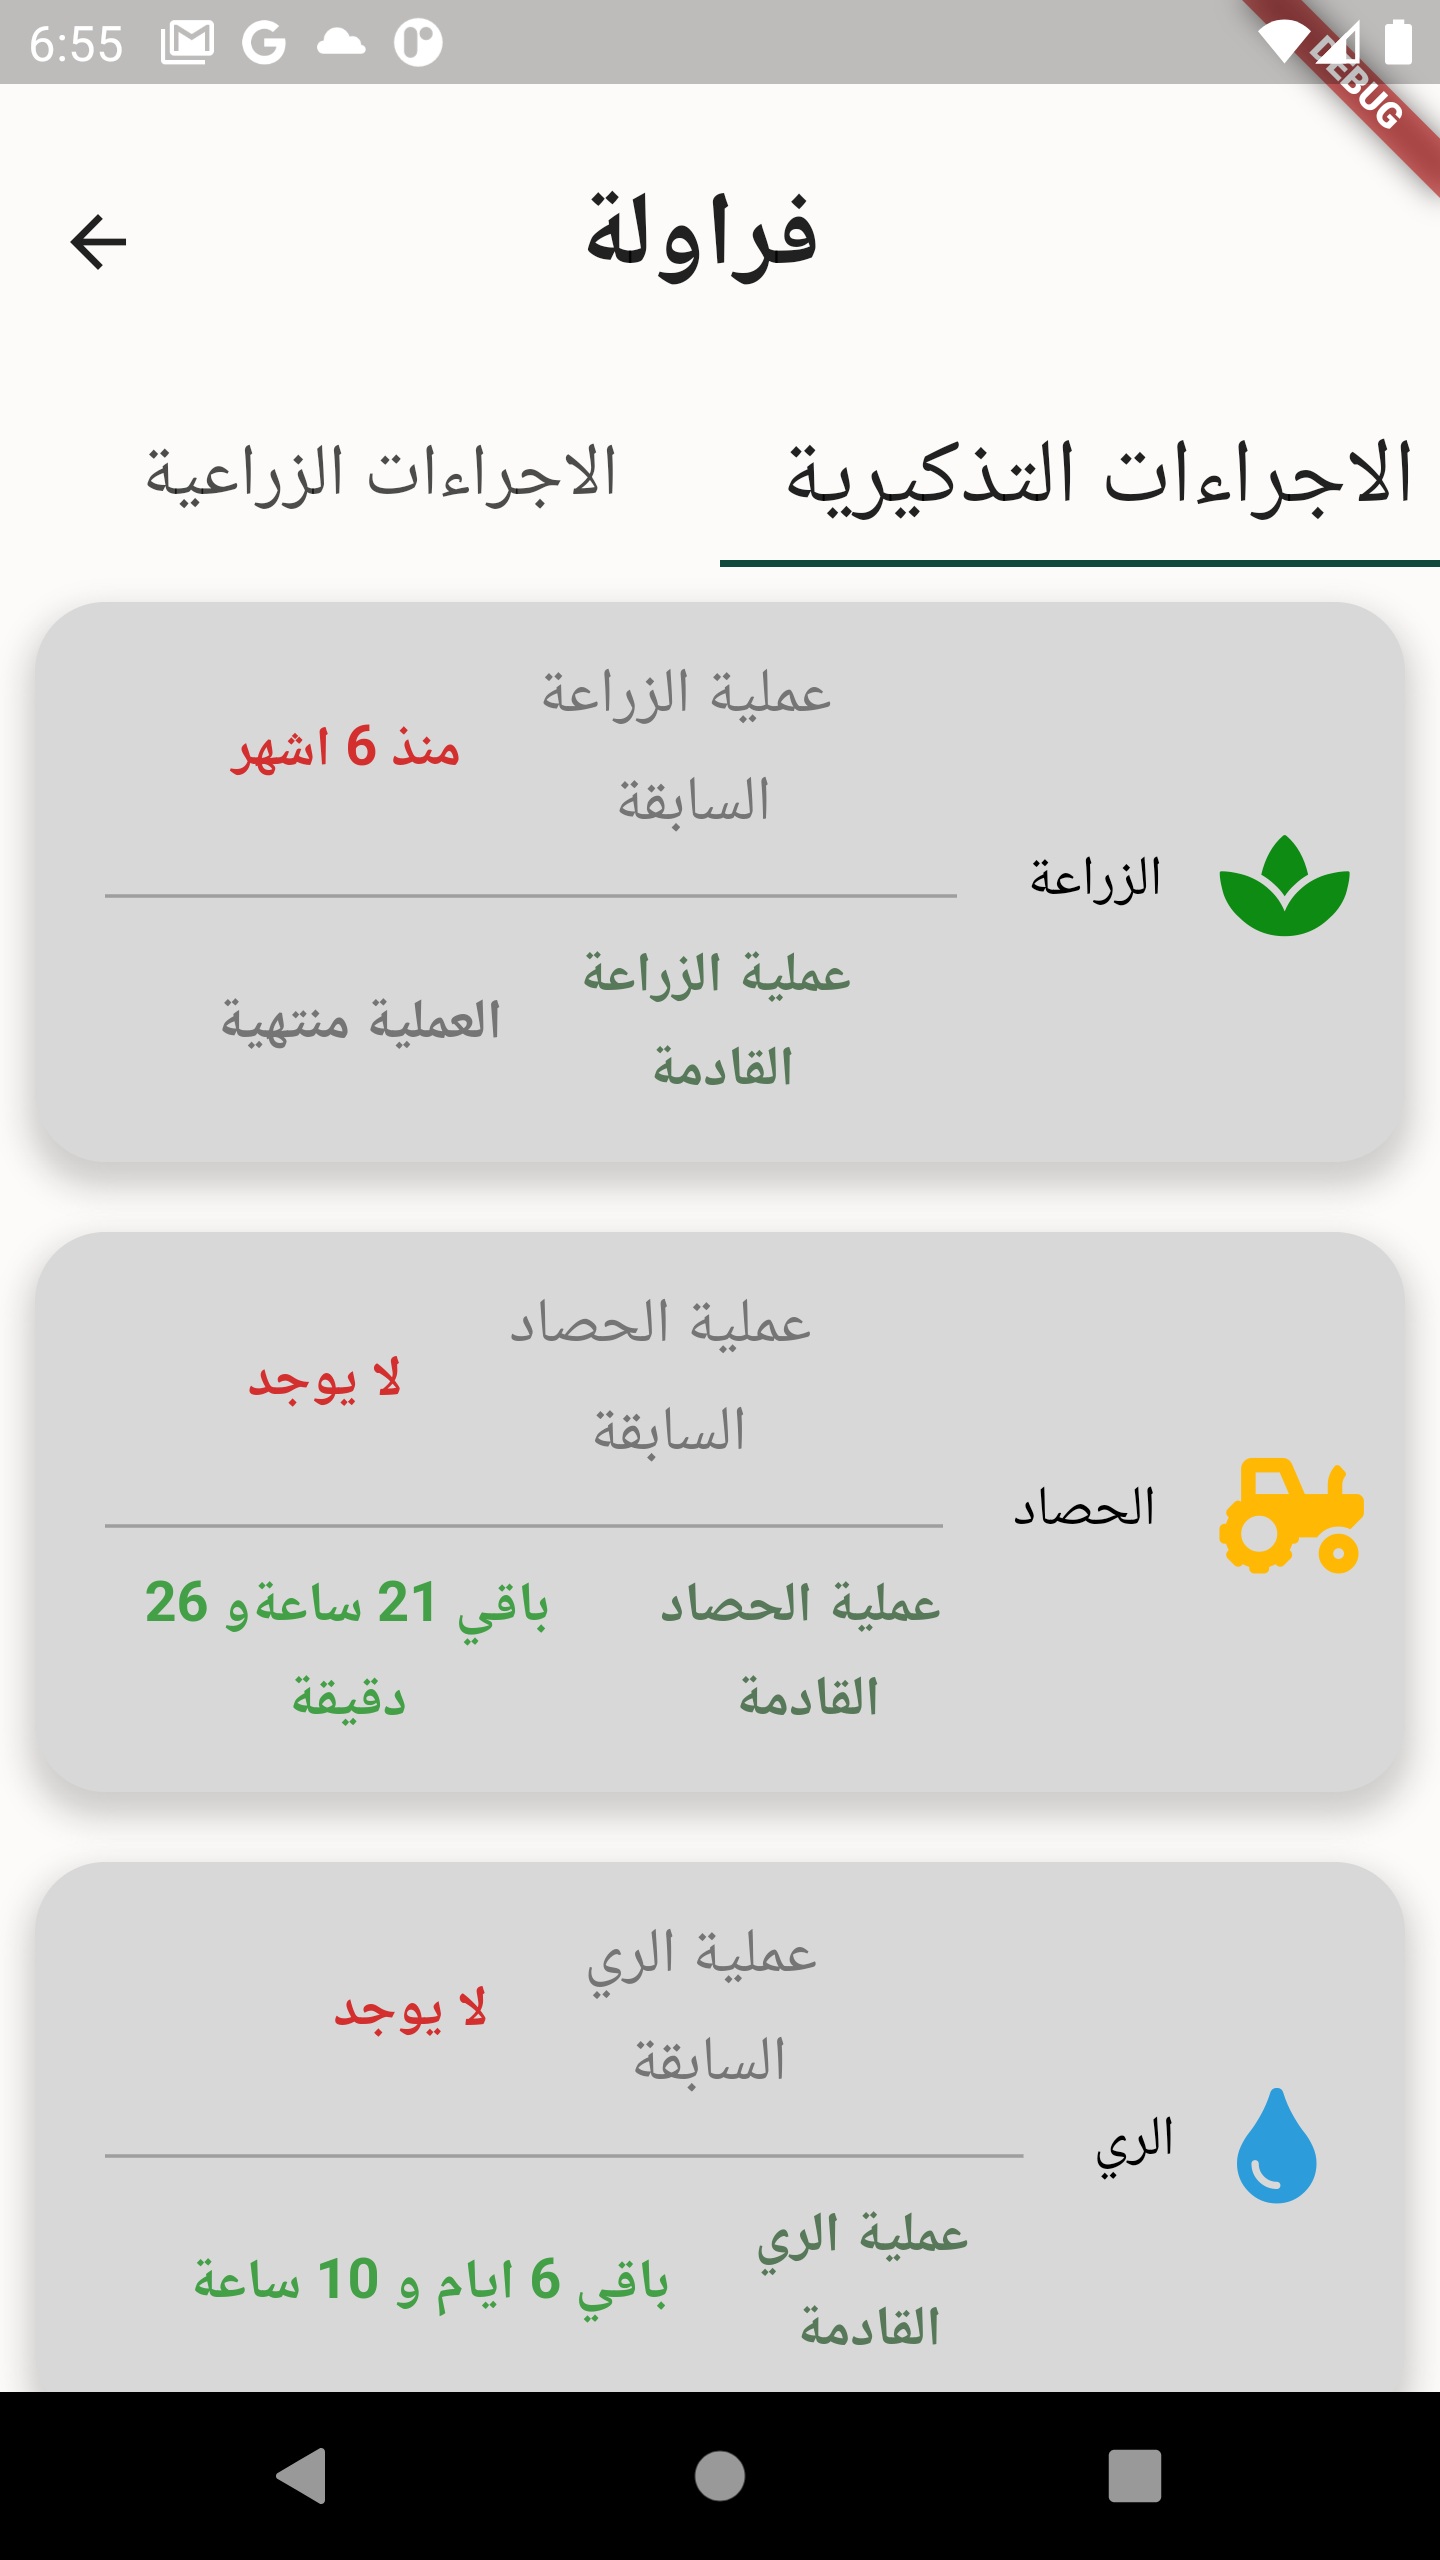 6:55
DEBUG
فراولة
الاجراءات التذكيرية
الاجراءات الزراعية
الزراعة
عملية الزراعة
السابقة
منذ 6 اشهر
عملية الزراعة
القادمة
العملية منتهية
الحصاد
عملية الحصاد
السابقة
لا يوجد
عملية الحصاد
القادمة
باقي 21 ساعةو 26
دقيقة
الري
عملية الري
السابقة
لا يوجد
عملية الري
القادمة
باقي 6 ايام و 10 ساعة